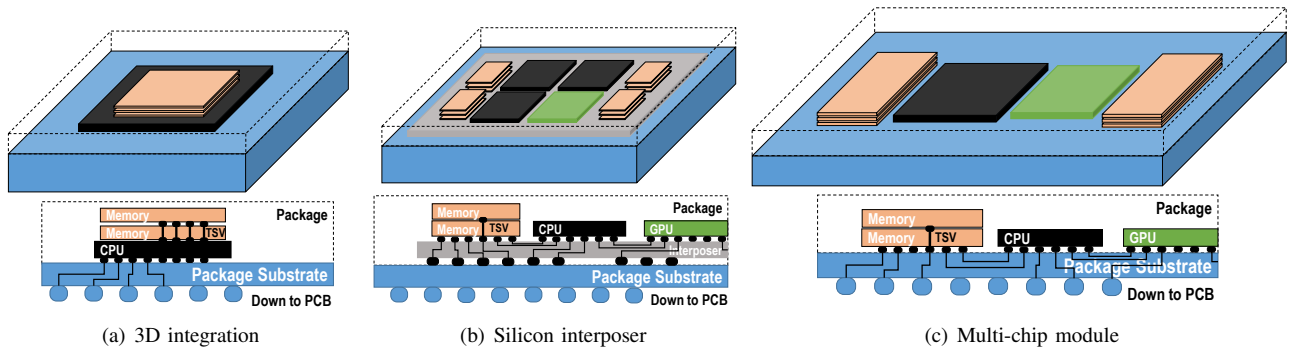 Memory
Package
Memory
TSV
CPU
Package Substrate
Down to PCB
(a) 3D integration
Memory
Package
Memory
TSV
CPU
GPU
Interposer
Package Substrate
Down to PCB
(b) Silicon interposer
Memory
Package
Memory
TSV
CPU
GPU
Package Substrate
Down to PCB
(c) Multi-chip module